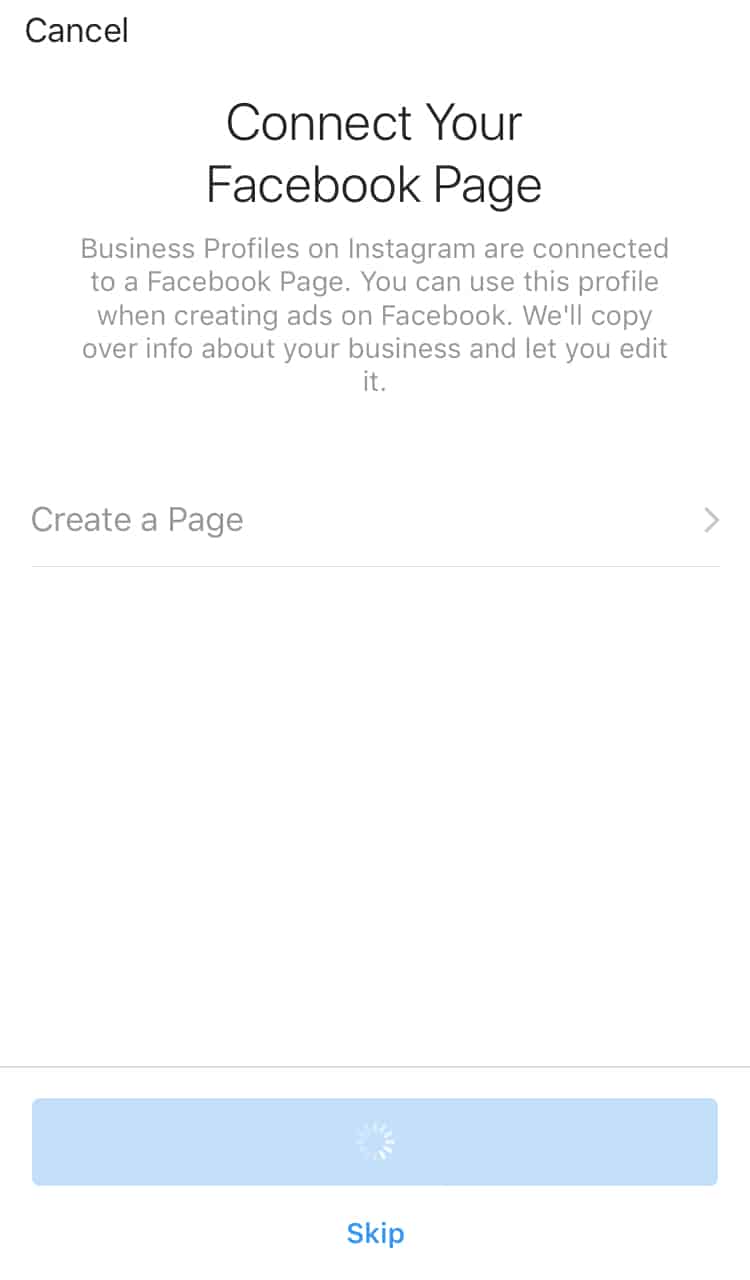 Cancel
Connect Your
Facebook Page
Business Profiles on Instagram are connected
to a Facebook Page. You can use this profile
when creating ads on Facebook. We'll copy
over info about your business and let you edit
it.
Create a Page
Skip